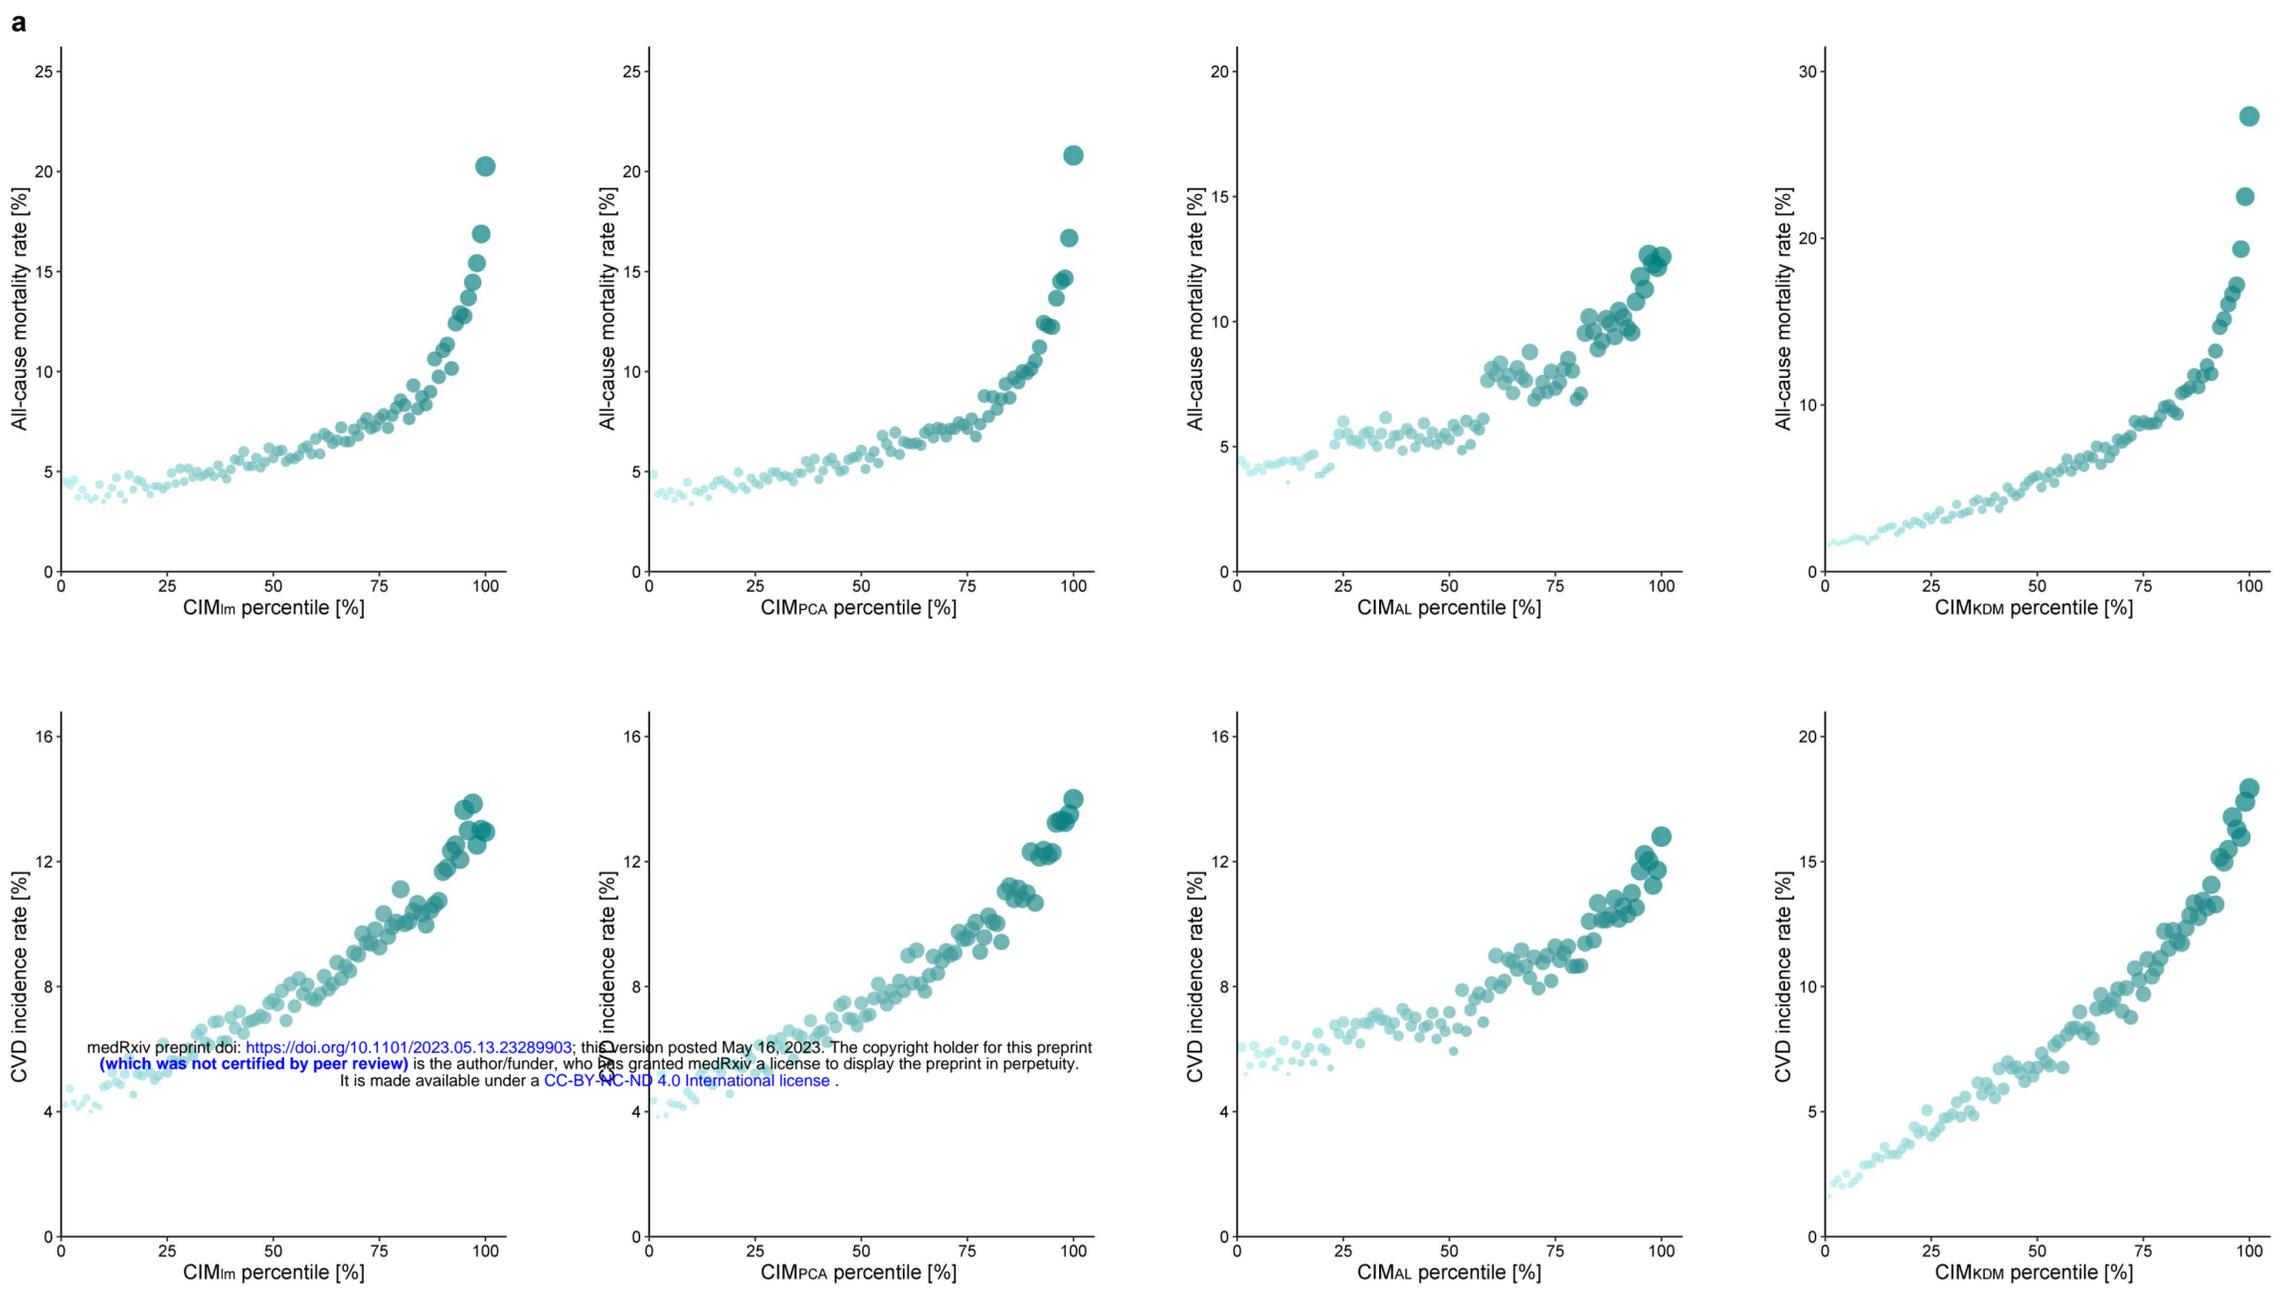 a
25
20
15
10
5
0
All-cause mortality rate [%]
0 25 50 75 100
CIMlm percentile [%]
25
20
15
10
5
0
All-cause mortality rate [%]
0 25 50 75 100
CIMPCA percentile [%]
20
15
10
5
0
All-cause mortality rate [%]
0 25 50 75 100
CIMAL percentile [%]
30
20
10
0
All-cause mortality rate [%]
0 25 50 75 100
CIMKDM percentile [%]
16
12
8
4
0
CVD incidence rate [%]
0 25 50 75 100
CIMlm percentile [%]
16
12
8
4
0
CVD incidence rate [%]
0 25 50 75 100
CIMPCA percentile [%]
16
12
8
4
0
CVD incidence rate [%]
0 25 50 75 100
CIMAL percentile [%]
20
15
10
5
0
CVD incidence rate [%]
0 25 50 75 100
CIMKDM percentile [%]
medRxiv preprint doi: https://doi.org/10.1101/2023.05.13.23289903; this version posted May 16, 2023. The copyright holder for this preprint
(which was not certified by peer review) is the author/funder, who has granted medRxiv a license to display the preprint in perpetuity.
It is made available under a CC-BY-NC-ND 4.0 International license .